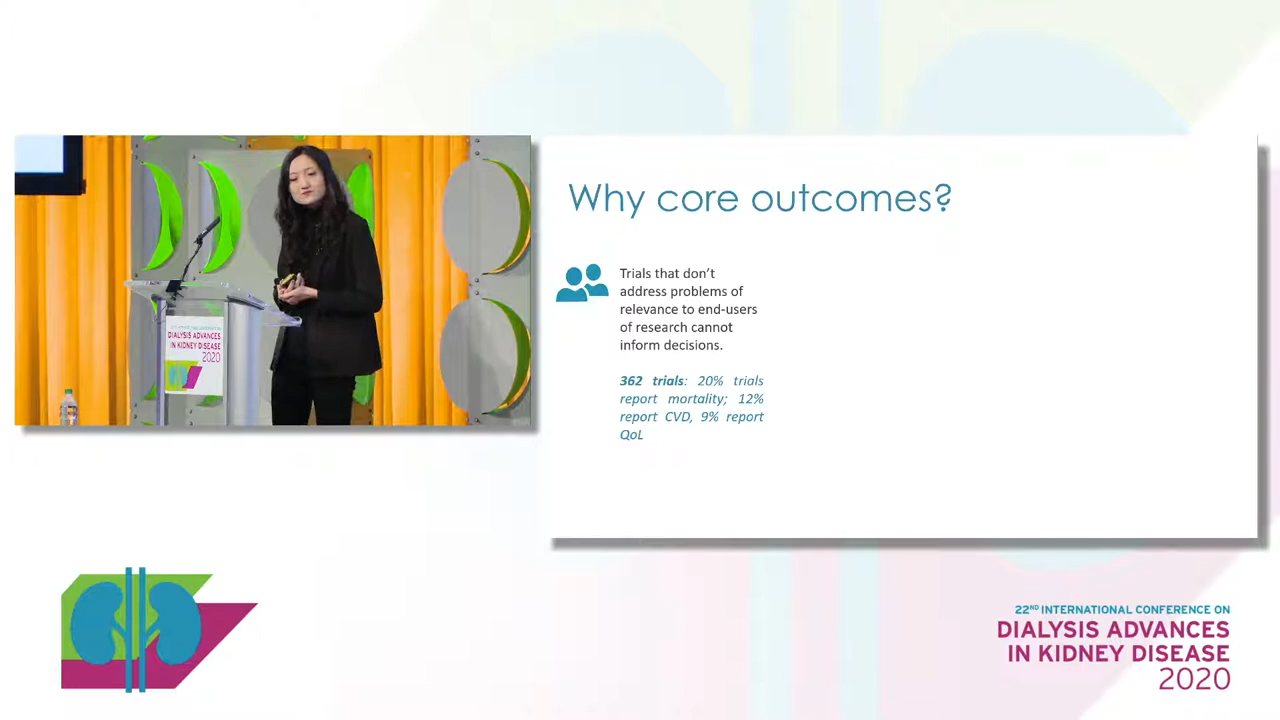 Why core outcomes?
Trials that don't
address problems of
relevance to end-users
of research cannot
inform decisions.
362 trials: 20% trials
report mortality; 12%
report CVD, 9% report
QoL
DIALYSIS ADVANCES
IN KIDNEY DISEASE
2020
22ND INTERNATIONAL CONFERENCE ON
DIALYSIS ADVANCES
IN KIDNEY DISEASE
2020